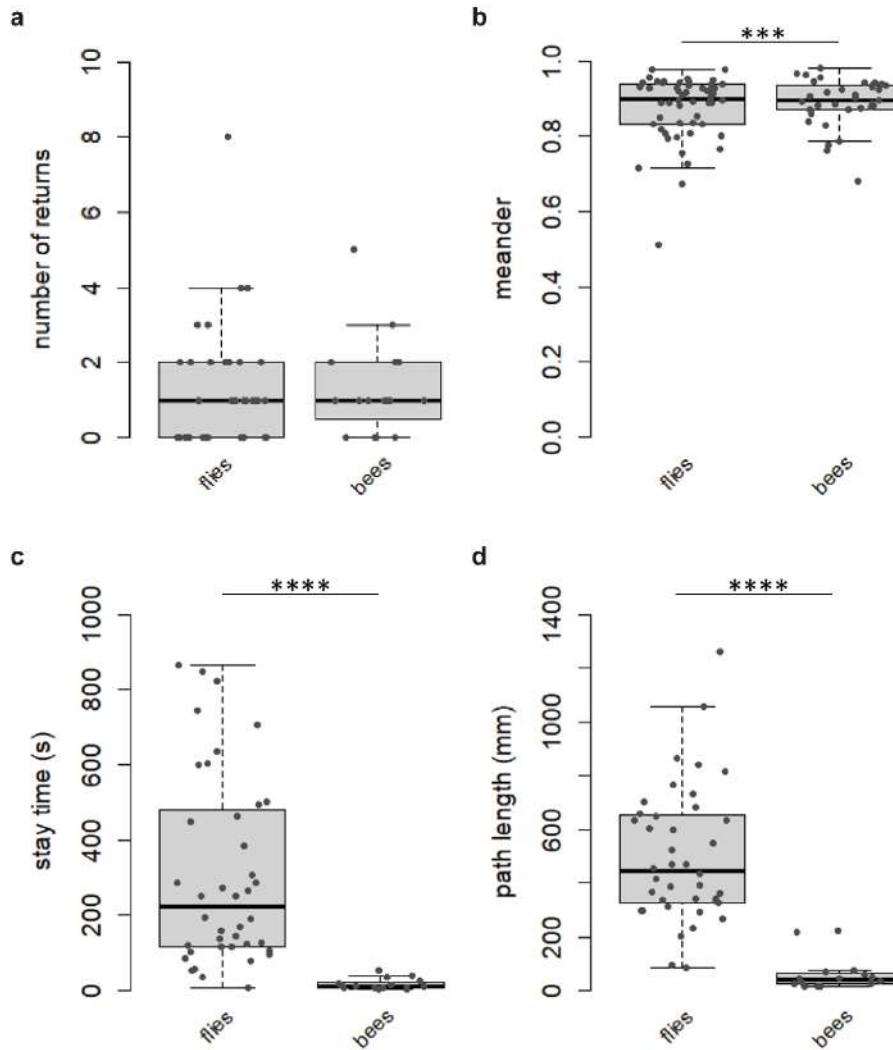 a
number of returns
10
8
6
4
2
0
flies
bees
b
***
meander
1.0
0.8
0.6
0.4
0.2
0.0
flies
bees
c
****
stay time (s)
1000
800
600
400
200
0
flies
bees
d
****
path length (mm)
1400
1000
600
200
0
flies
bees